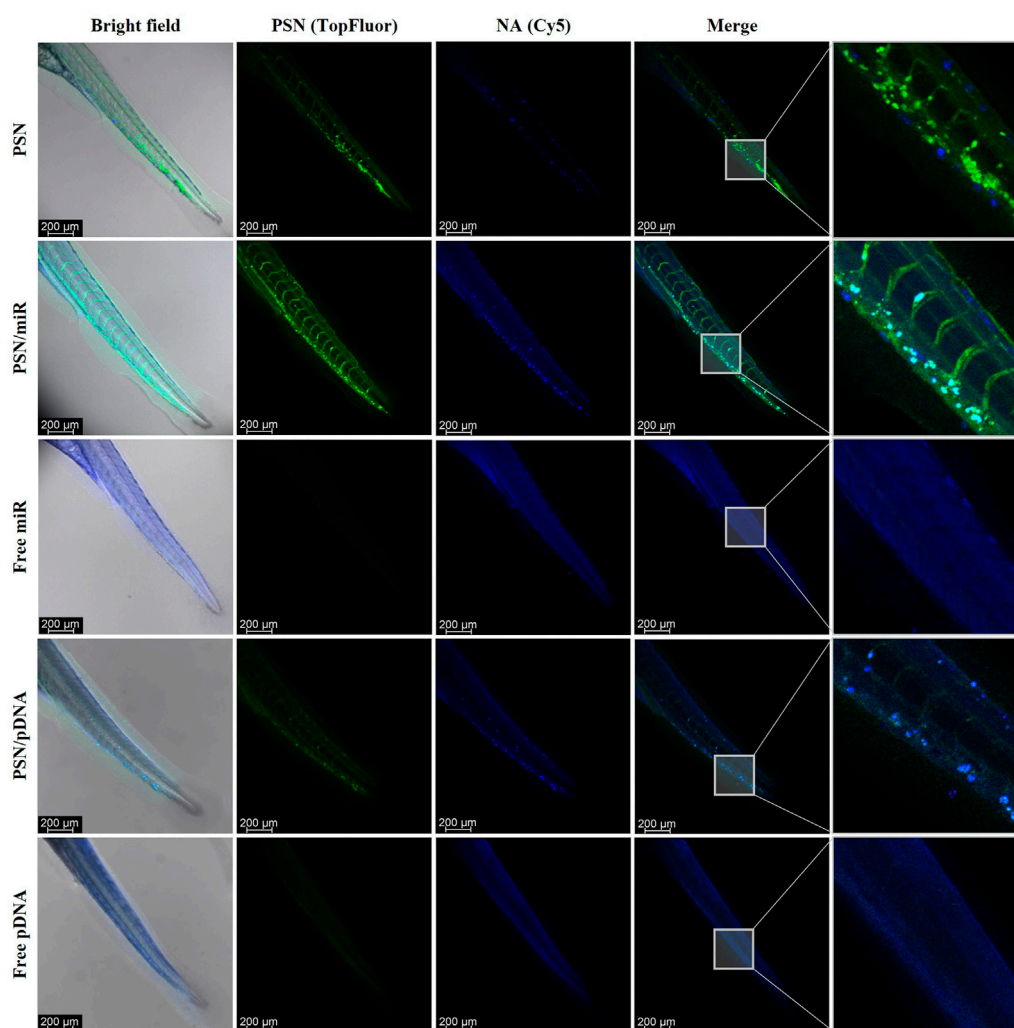 Bright field PSN (TopFluor) NA (Cy5) Merge
PSN
200 µm 200 µm 200 µm 200 µm
PSN/miR
200 µm 200 µm 200 µm 200 µm
Free miR
200 µm 200 µm 200 µm 200 µm
PSN/pDNA
200 µm 200 µm 200 µm 200 µm
Free pDNA
200 µm 200 µm 200 µm 200 µm